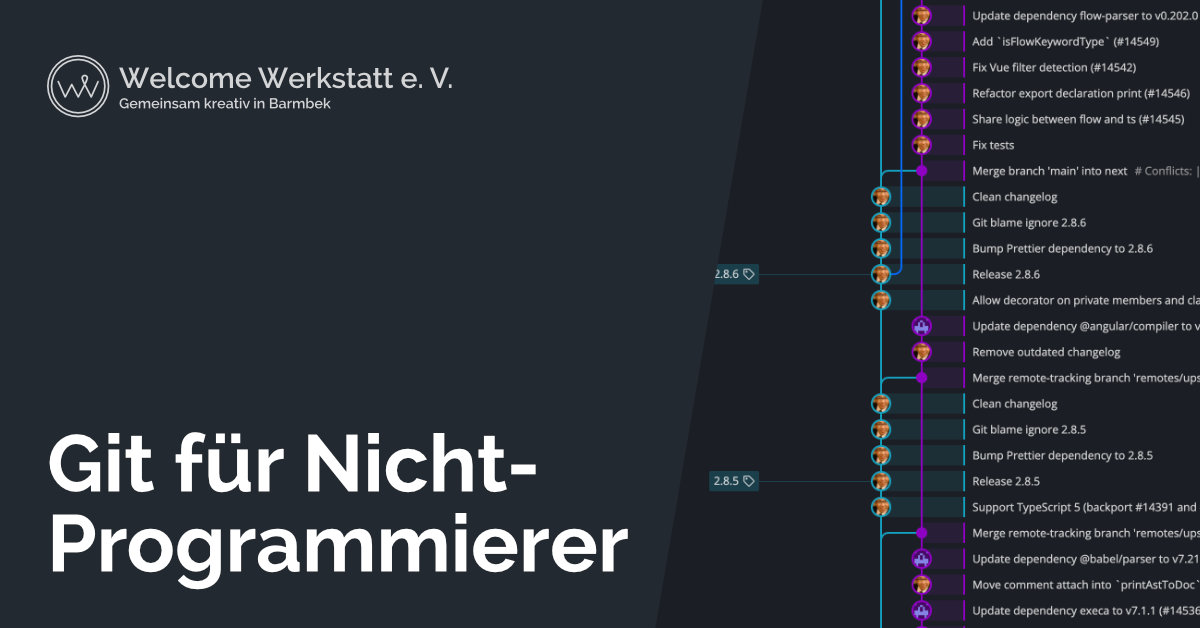 Welcome Werkstatt e. V.
Gemeinsam kreativ in Barmbek
Git für Nicht-
Programmierer
Update dependency flow-parser to v0.202.0
Add `isFlowKeywordType` (#14549)
Fix Vue filter detection (#14542)
Refactor export declaration print (#14546)
Share logic between flow and ts (#14545)
Fix tests
Merge branch 'main' into next # Conflicts: |
Clean changelog
Git blame ignore 2.8.6
Bump Prettier dependency to 2.8.6
2.8.6 Release 2.8.6
Allow decorator on private members and cla
Update dependency @angular/compiler to v
Remove outdated changelog
Merge remote-tracking branch 'remotes/ups
Clean changelog
Git blame ignore 2.8.5
Bump Prettier dependency to 2.8.5
2.8.5 Release 2.8.5
Support TypeScript 5 (backport #14391 and
Merge remote-tracking branch 'remotes/ups
Update dependency @babel/parser to v7.21
Move comment attach into `printAstToDoc`
Update dependency execa to v7.1.1 (#14536